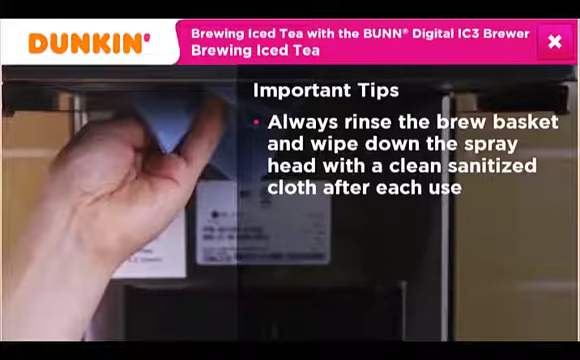 DUNKIN'
Brewing Iced Tea with the BUNN® Digital IC3 Brewer
Brewing Iced Tea
Important Tips
• Always rinse the brew basket
and wipe down the spray
head with a clean sanitized
cloth after each use